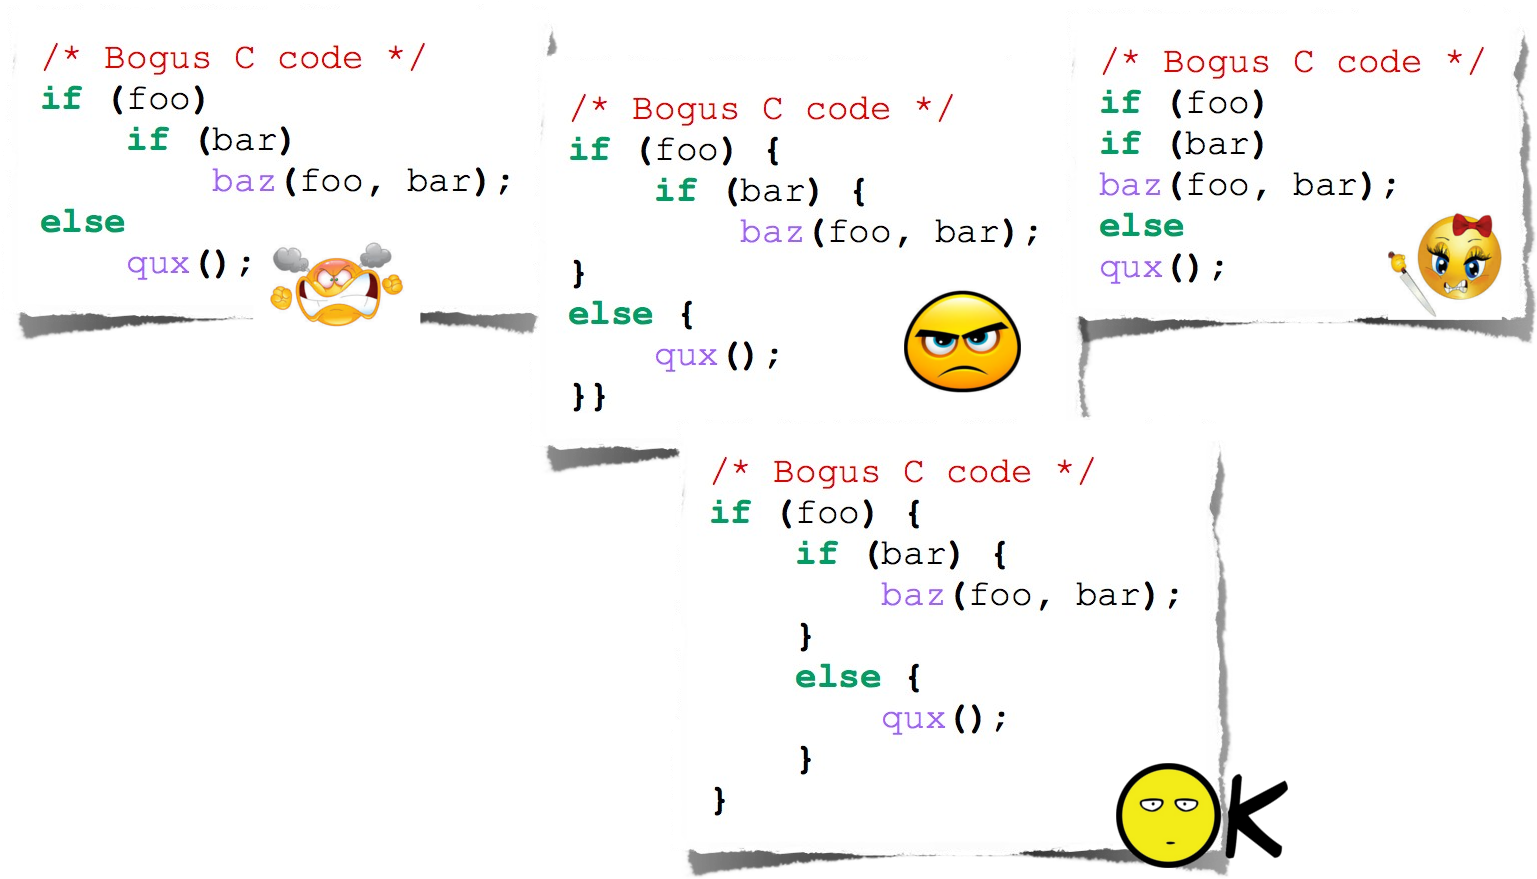 /* Bogus C code */
if (foo)
    if (bar)
        baz(foo, bar);
else
    qux();
/* Bogus C code */
if (foo) {
    if (bar) {
        baz(foo, bar);
}
else {
    qux();
}}
/* Bogus C code */
if (foo)
if (bar)
baz(foo, bar);
else
qux();
/* Bogus C code */
if (foo) {
    if (bar) {
        baz(foo, bar);
    }
    else {
        qux();
    }
}
K